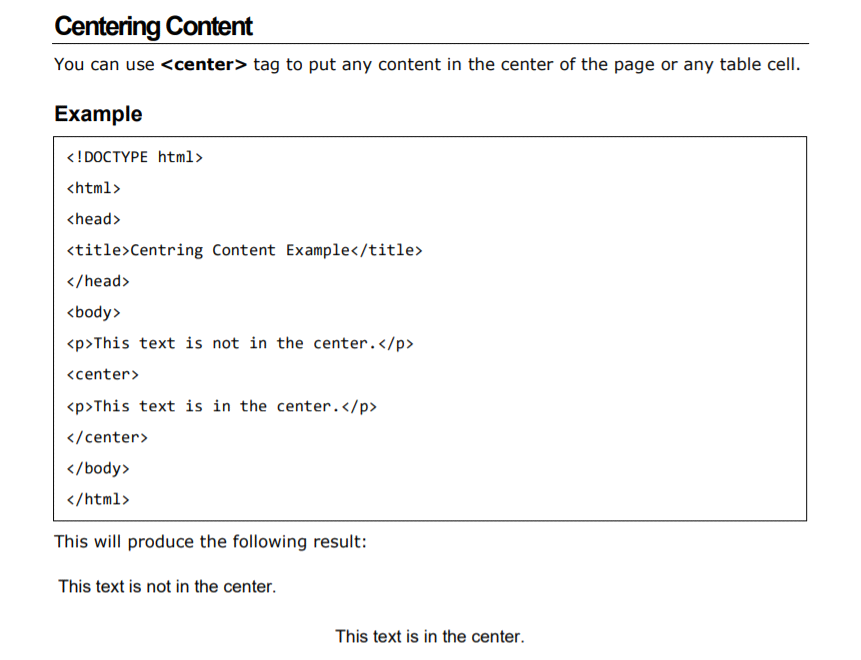 Centering Content
You can use <center> tag to put any content in the center of the page or any table cell.
Example
<!DOCTYPE html>
<html>
<head>
<title>Centring Content Example</title>
</head>
<body>
<p>This text is not in the center.</p>
<center>
<p>This text is in the center.</p>
</center>
</body>
</html>
This will produce the following result:
This text is not in the center.
This text is in the center.